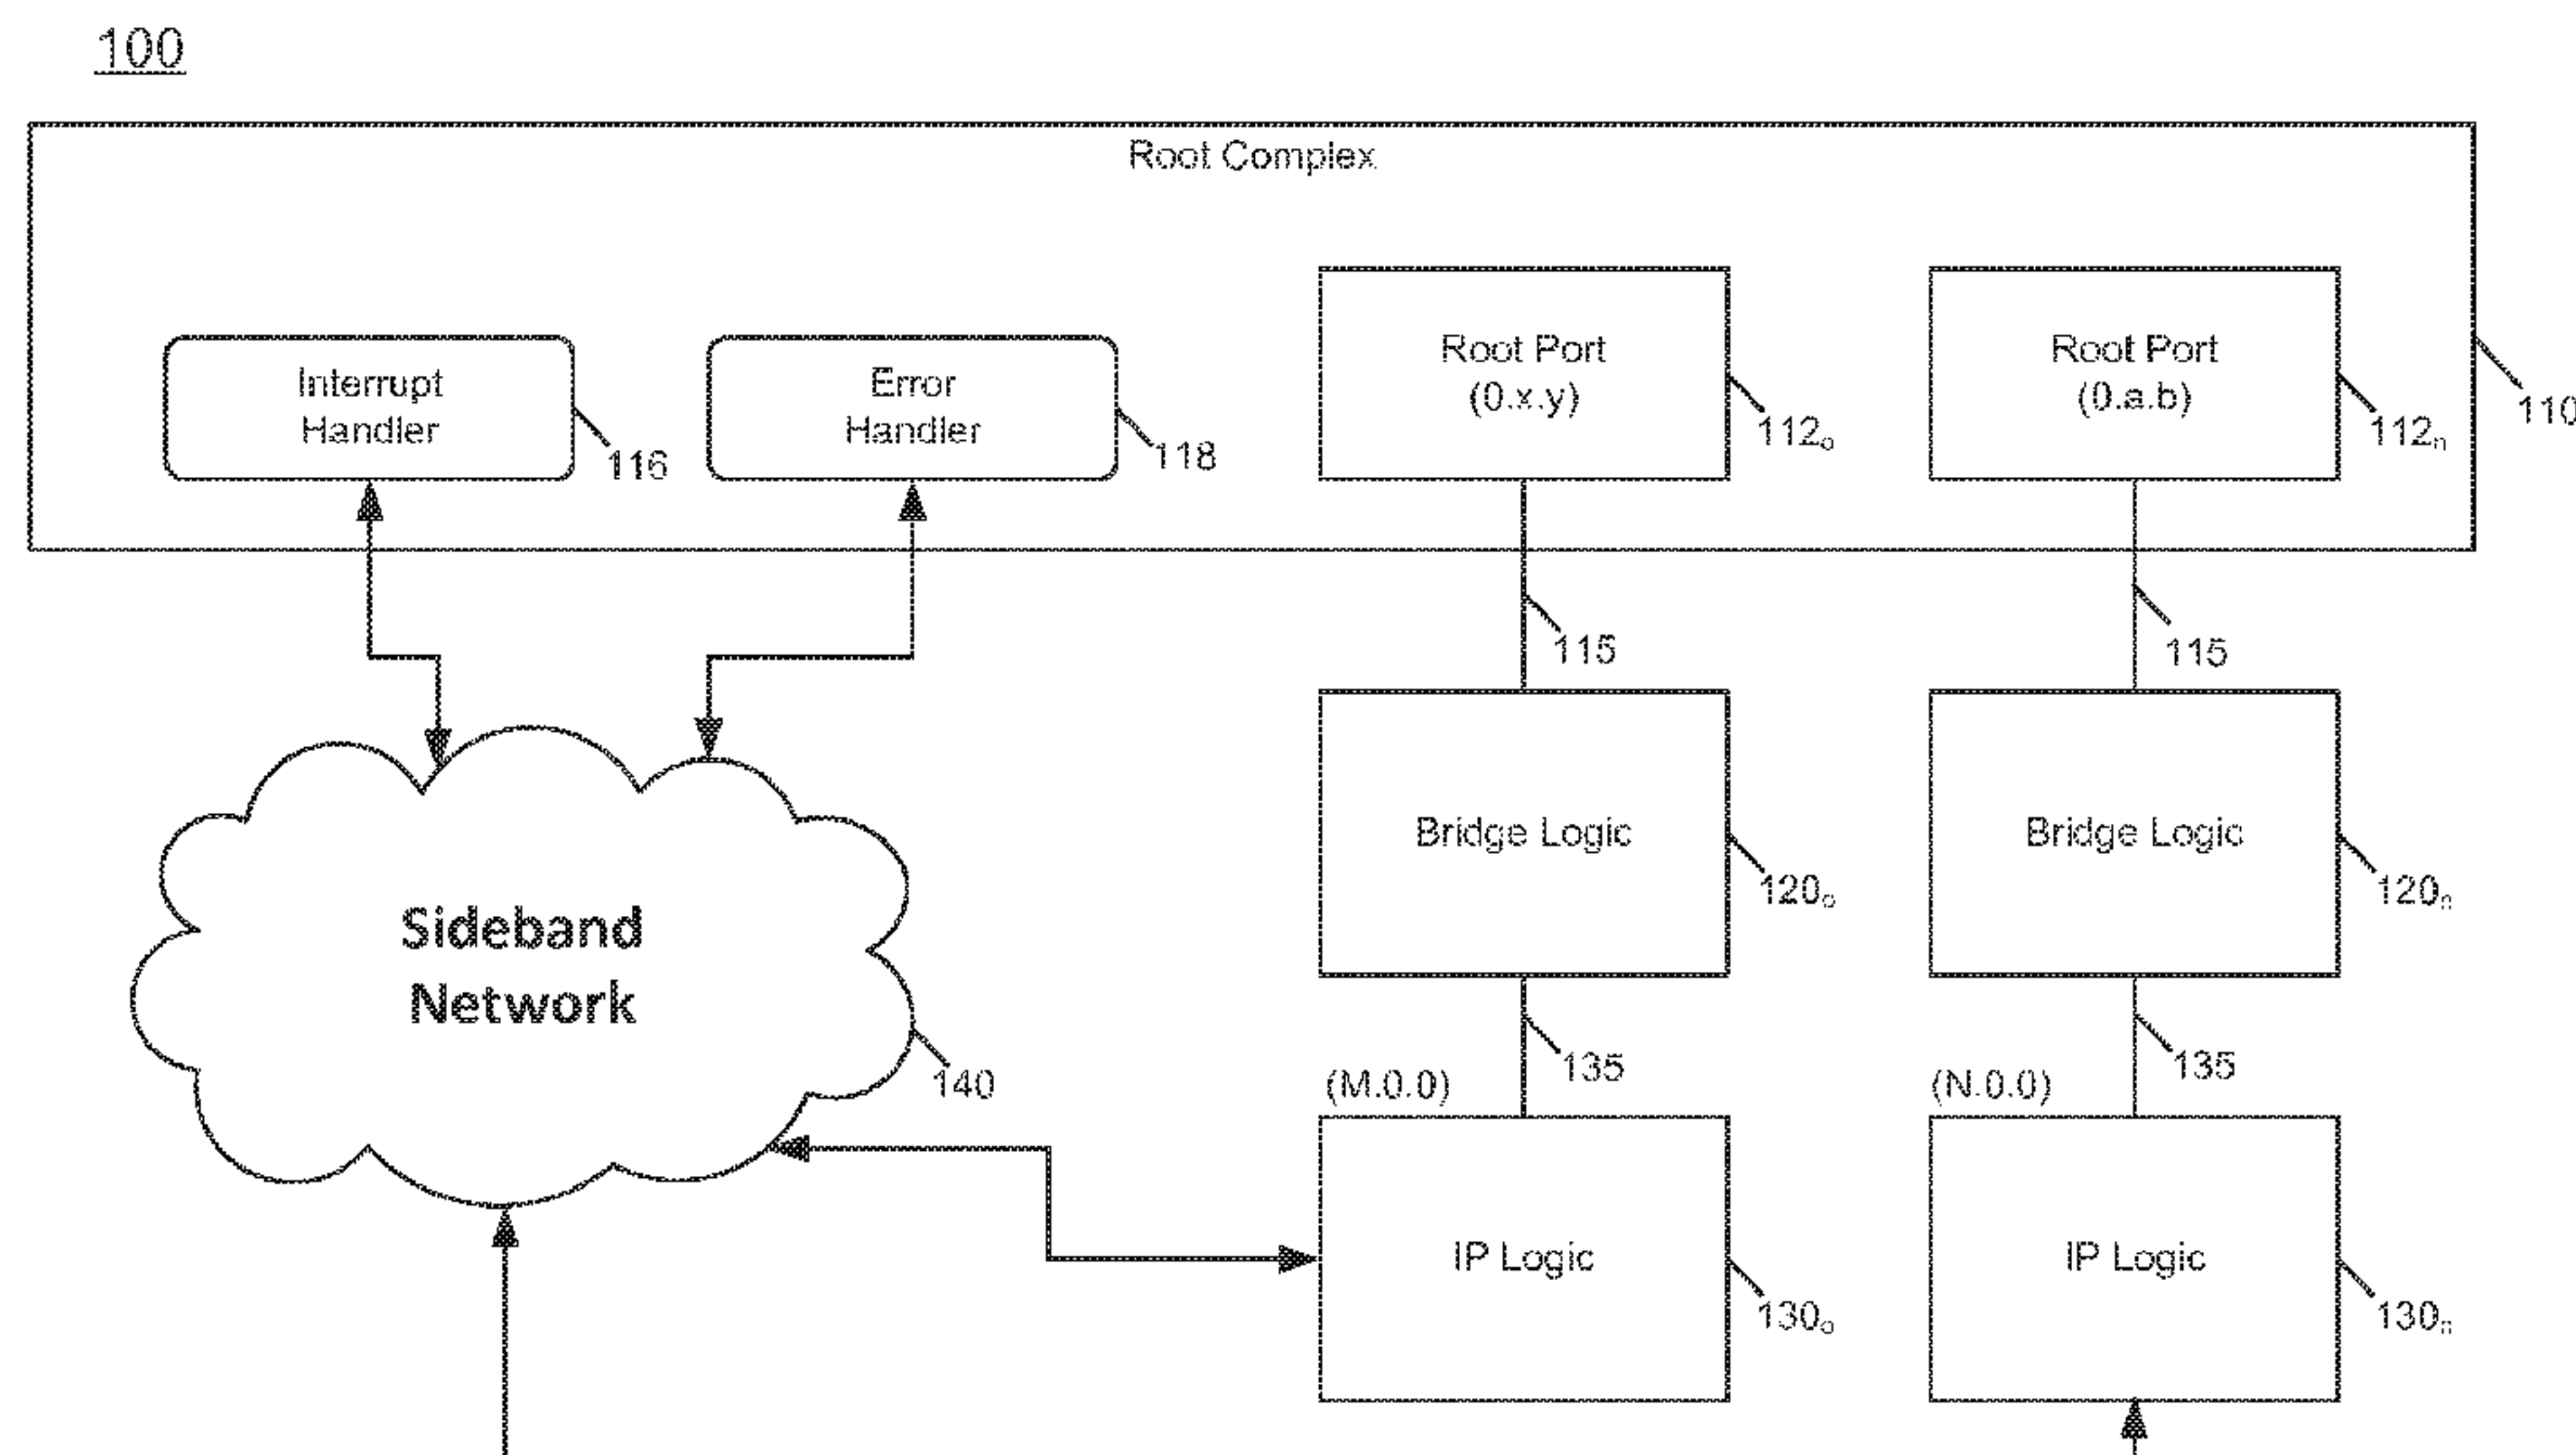 100
Root Complex
Interrupt
Handler
116
Error
Handler
118
Root Port
(0.x.y)
112₀
Root Port
(0.a.b)
112ₙ
110
115
115
Bridge Logic
120₀
Bridge Logic
120ₙ
Sideband
Network
140
135
135
(M.0.0)
(N.0.0)
IP Logic
130₀
IP Logic
130ₙ